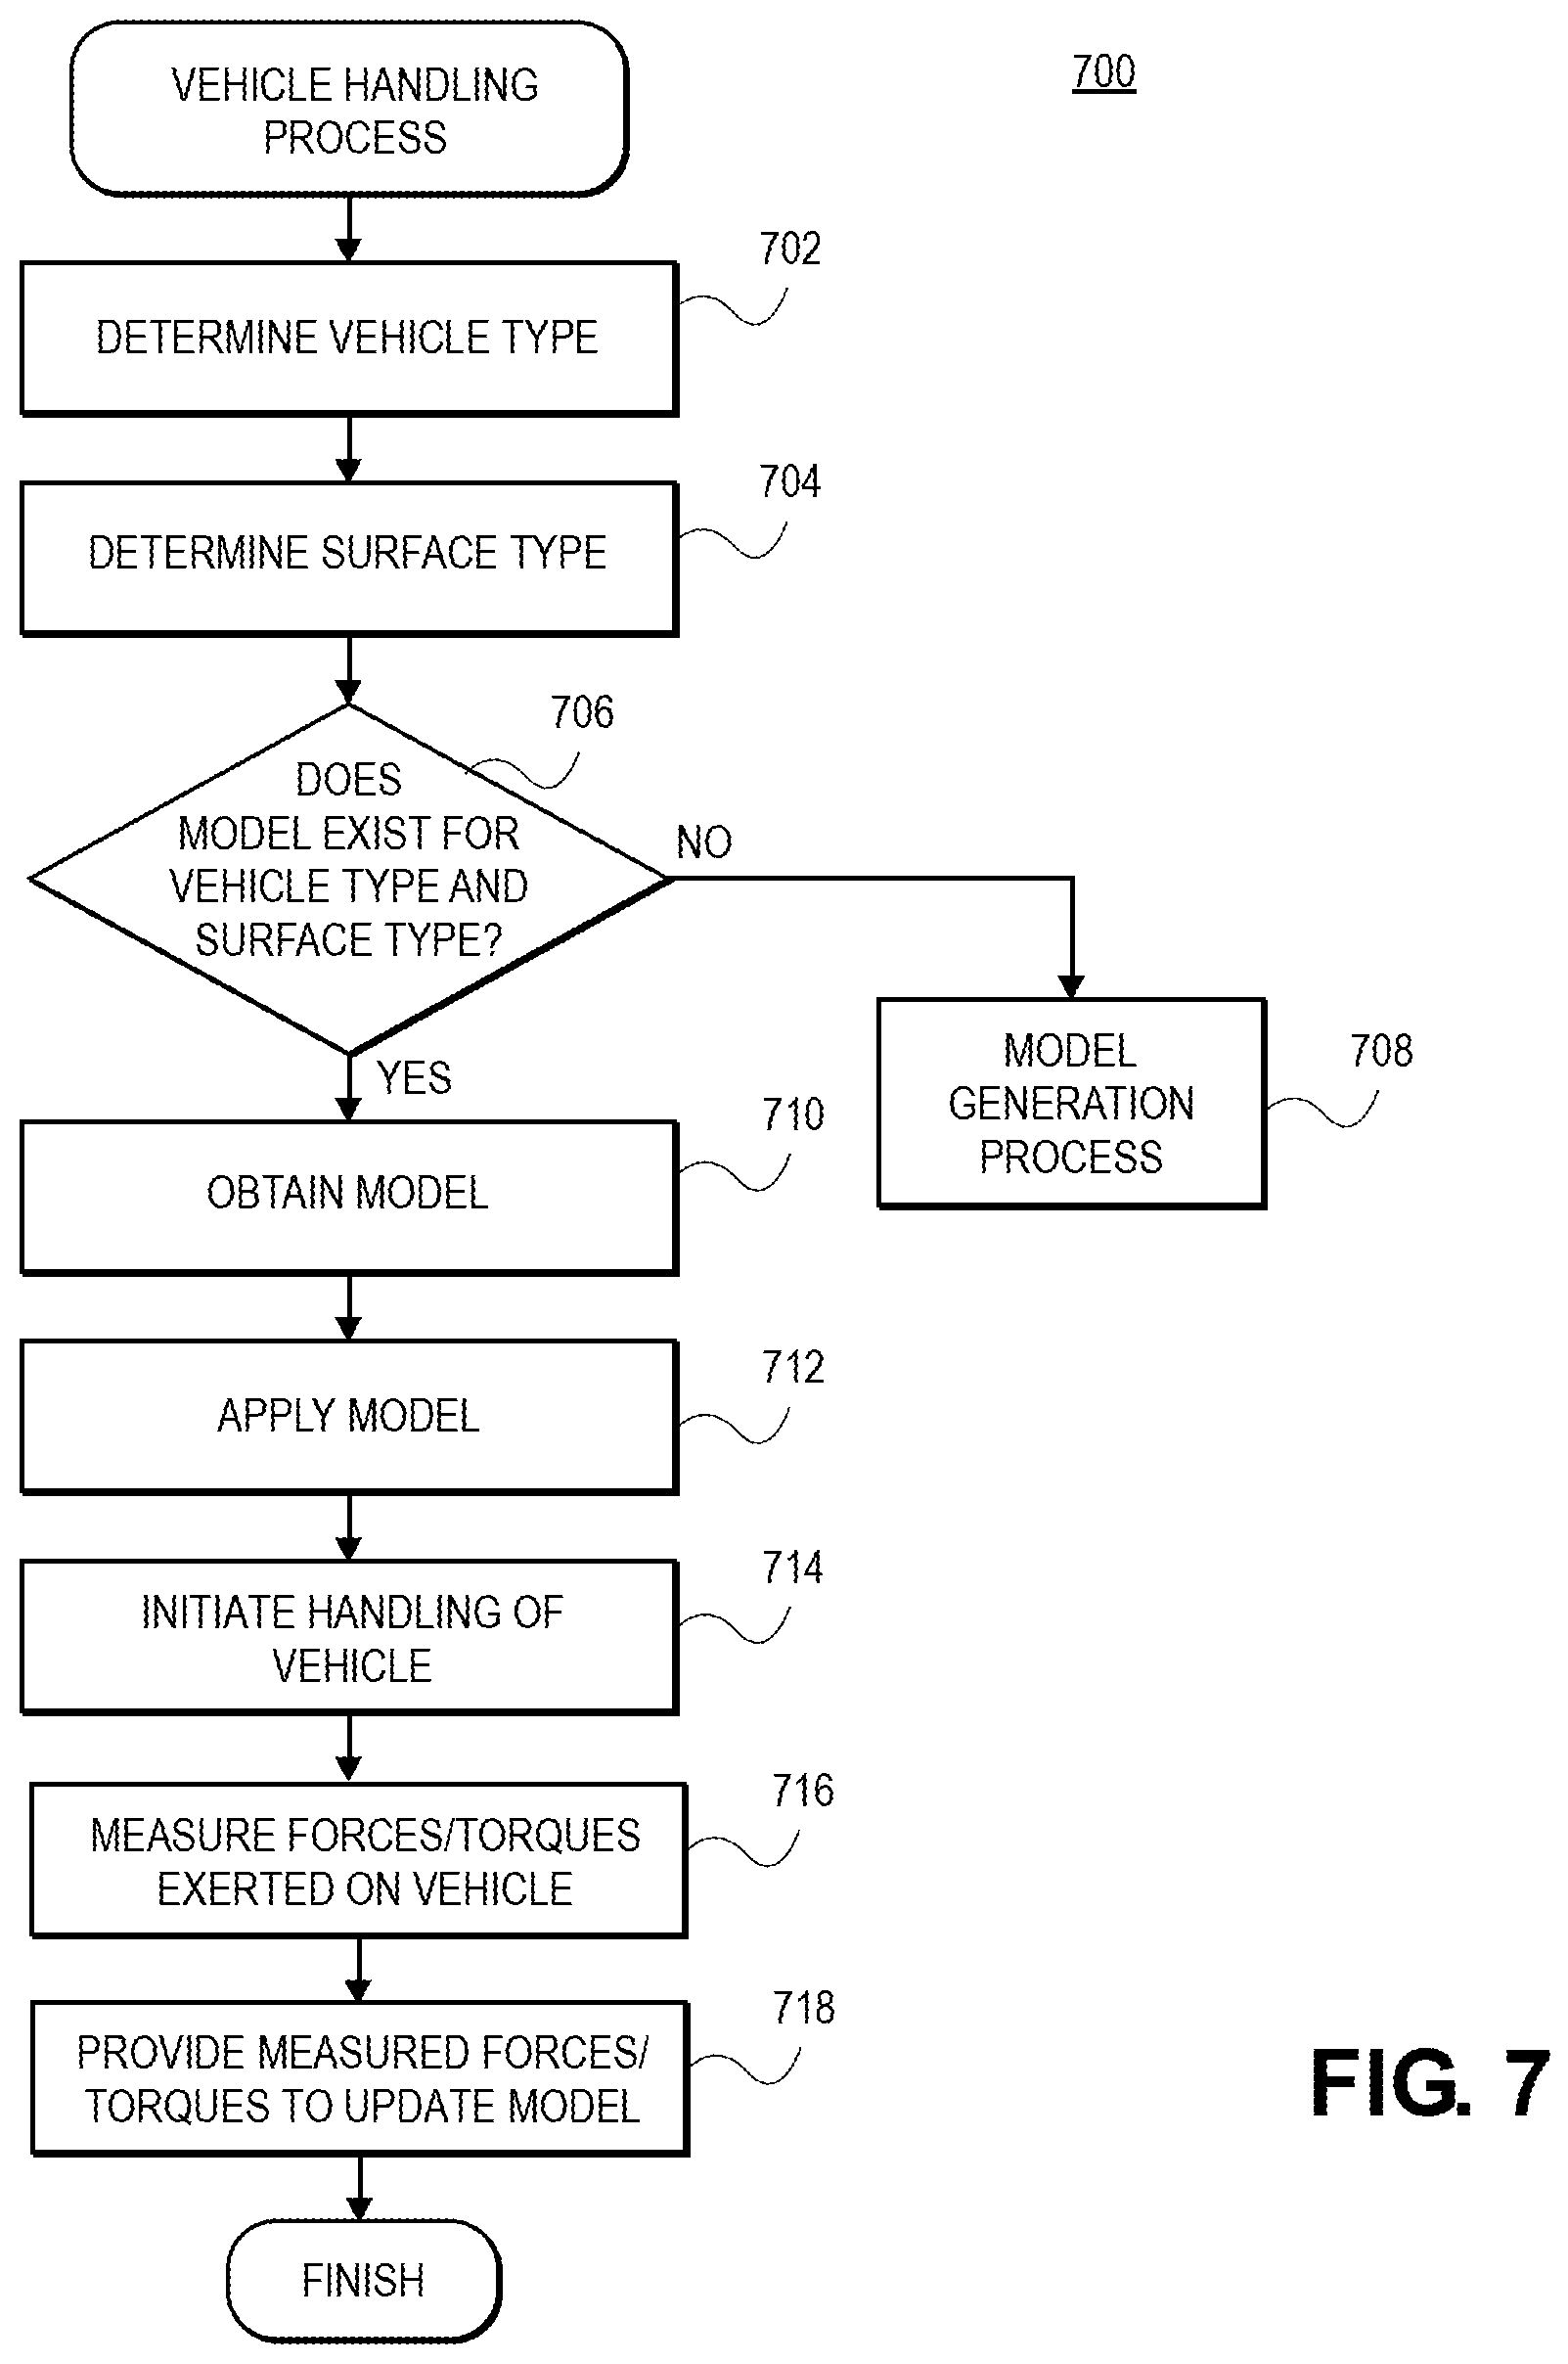 VEHICLE HANDLING
PROCESS
700
702
DETERMINE VEHICLE TYPE
704
DETERMINE SURFACE TYPE
706
DOES
MODEL EXIST FOR
VEHICLE TYPE AND
SURFACE TYPE?
NO
YES
MODEL
GENERATION
PROCESS
708
710
OBTAIN MODEL
712
APPLY MODEL
714
INITIATE HANDLING OF
VEHICLE
716
MEASURE FORCES/TORQUES
EXERTED ON VEHICLE
718
PROVIDE MEASURED FORCES/
TORQUES TO UPDATE MODEL
FINISH
FIG. 7